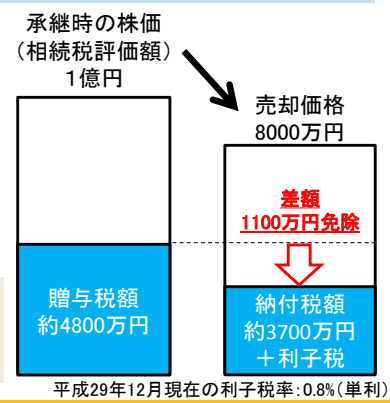 承継時の株価
（相続税評価額）
1億円
売却価格
8000万円
差額
1100万円免除
贈与税額
約4800万円
納付税額
約3700万円
＋利子税
平成29年12月現在の利子税率：0.8%（単利）